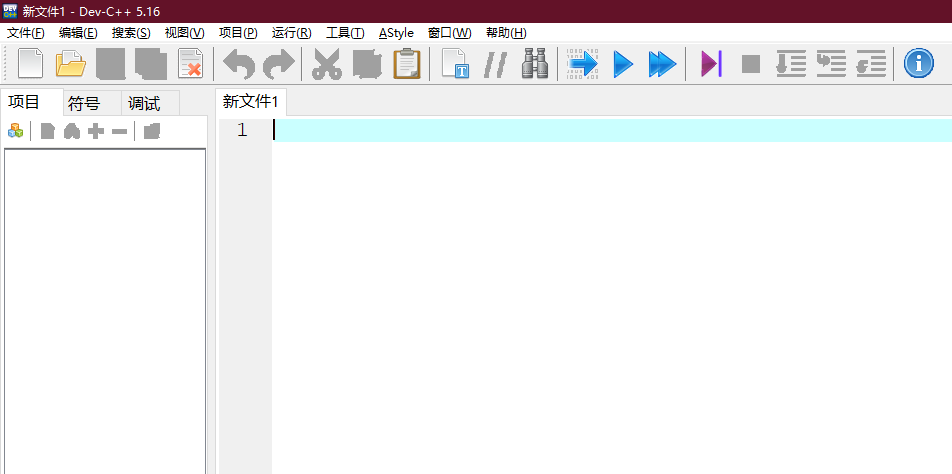 新文件1 - Dev-C++ 5.16
文件(F) 编辑(E) 搜索(S) 视图(V) 项目(P) 运行(R) 工具(T) AStyle 窗口(W) 帮助(H)
项目 符号 调试 新文件1
1